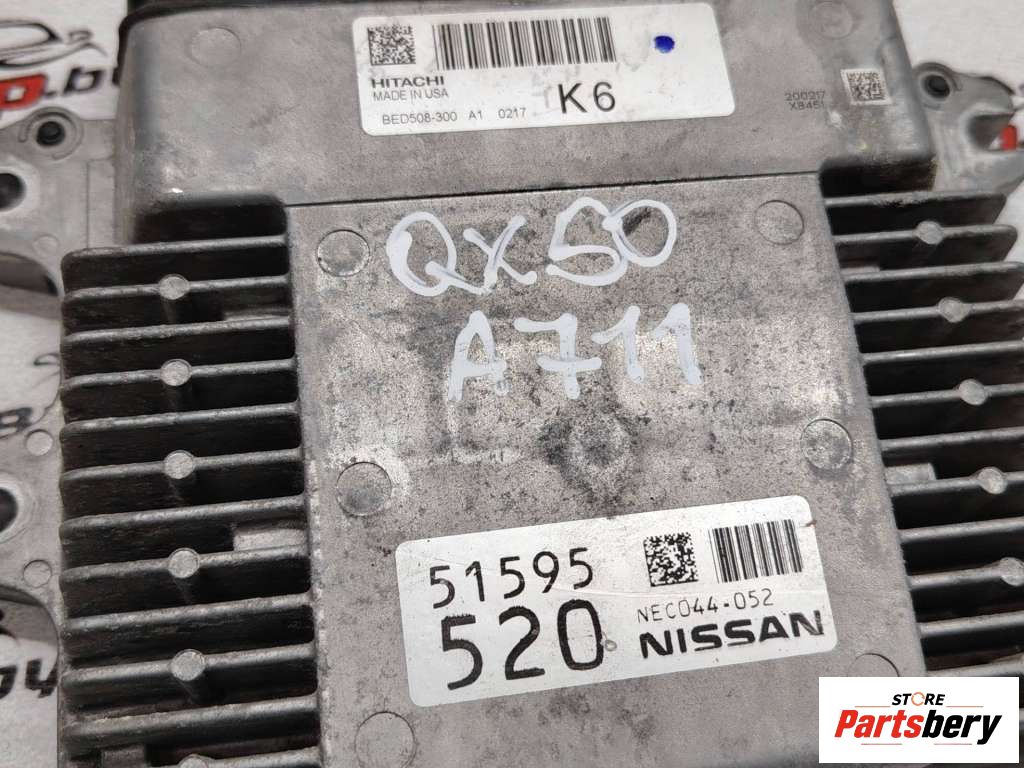 HITACHI
MADE IN USA
BED508-300 A1 0217
K6
200217
X8451
QX50
A711
51595
520
NEC044-052
NISSAN
STORE
Partsbery